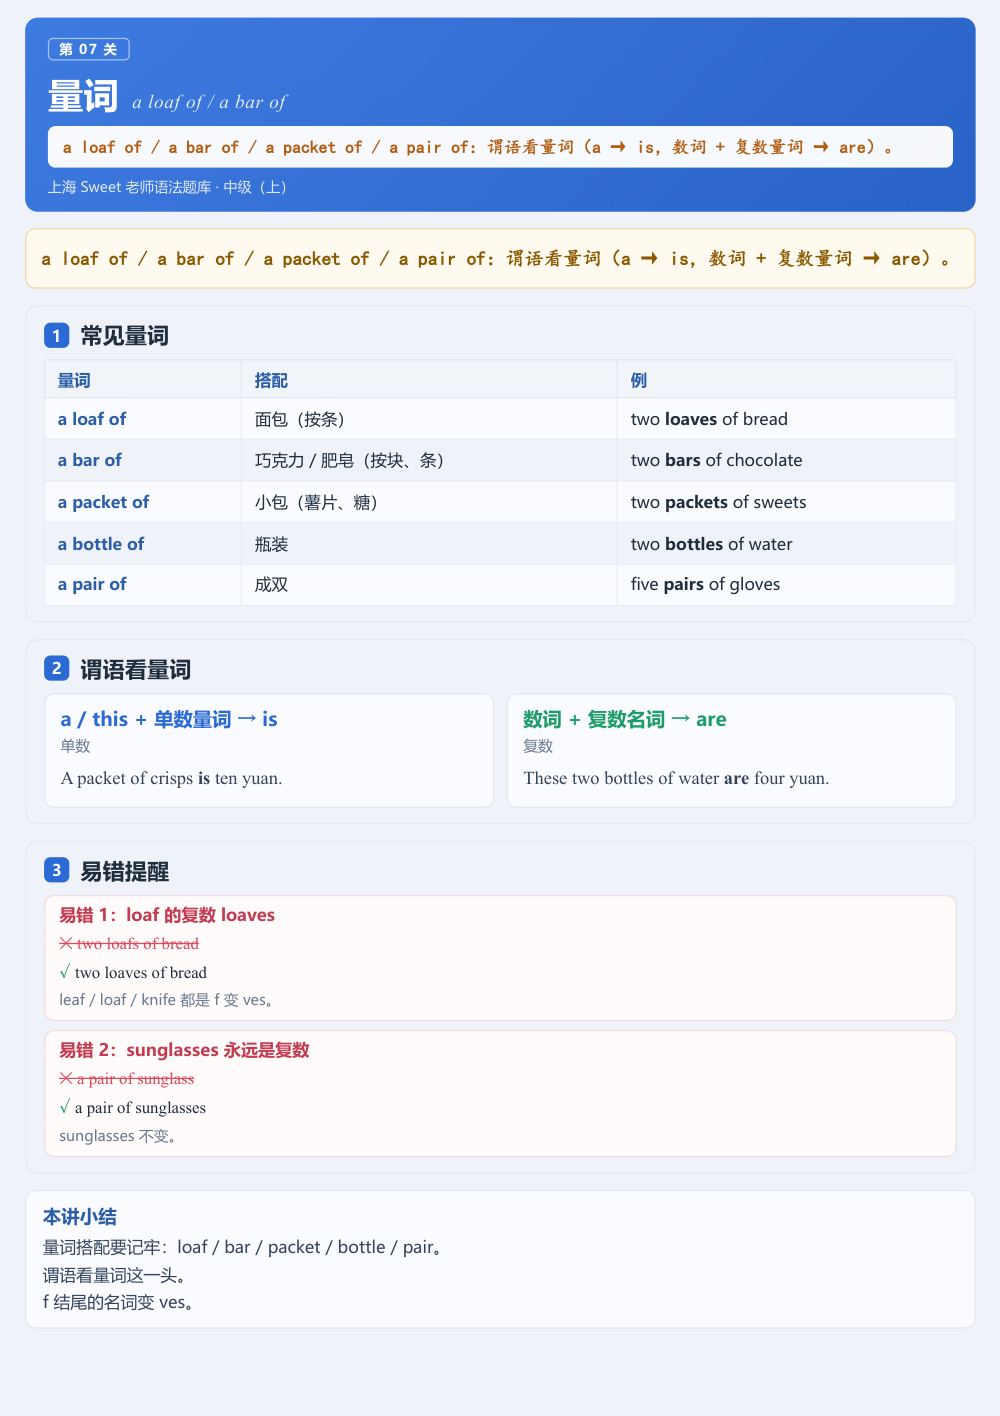 第 07 关
量词 a loaf of / a bar of
a loaf of / a bar of / a packet of / a pair of：谓语看量词（a → is，数词 + 复数量词 → are）。
上海 Sweet 老师语法题库 · 中级（上）
a loaf of / a bar of / a packet of / a pair of：谓语看量词（a → is，数词 + 复数量词 → are）。
1 常见量词
量词 搭配 例
a loaf of 面包（按条） two loaves of bread
a bar of 巧克力 / 肥皂（按块、条） two bars of chocolate
a packet of 小包（薯片、糖） two packets of sweets
a bottle of 瓶装 two bottles of water
a pair of 成双 five pairs of gloves
2 谓语看量词
a / this + 单数量词 → is
单数
A packet of crisps is ten yuan.
数词 + 复数名词 → are
复数
These two bottles of water are four yuan.
3 易错提醒
易错 1：loaf 的复数 loaves
✕ two loafs of bread
√ two loaves of bread
leaf / loaf / knife 都是 f 变 ves。
易错 2：sunglasses 永远是复数
✕ a pair of sunglass
√ a pair of sunglasses
sunglasses 不变。
本讲小结
量词搭配要记牢：loaf / bar / packet / bottle / pair。
谓语看量词这一头。
f 结尾的名词变 ves。